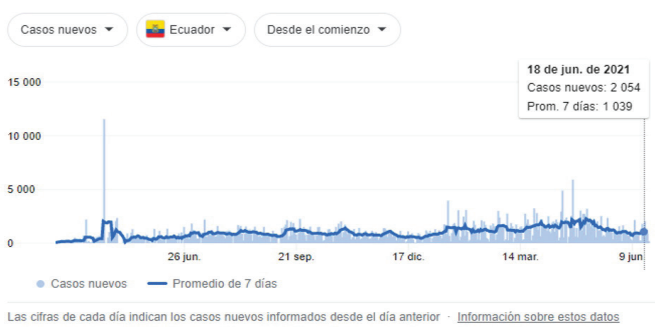 Casos nuevos Ecuador Desde el comienzo
18 de jun. de 2021
Casos nuevos: 2 054
Prom. 7 días: 1 039
15 000
10 000
5 000
0
26 jun. 21 sep. 17 dic. 14 mar. 9 jun.
Casos nuevos Promedio de 7 días
Las cifras de cada día indican los casos nuevos informados desde el día anterior · Información sobre estos datos